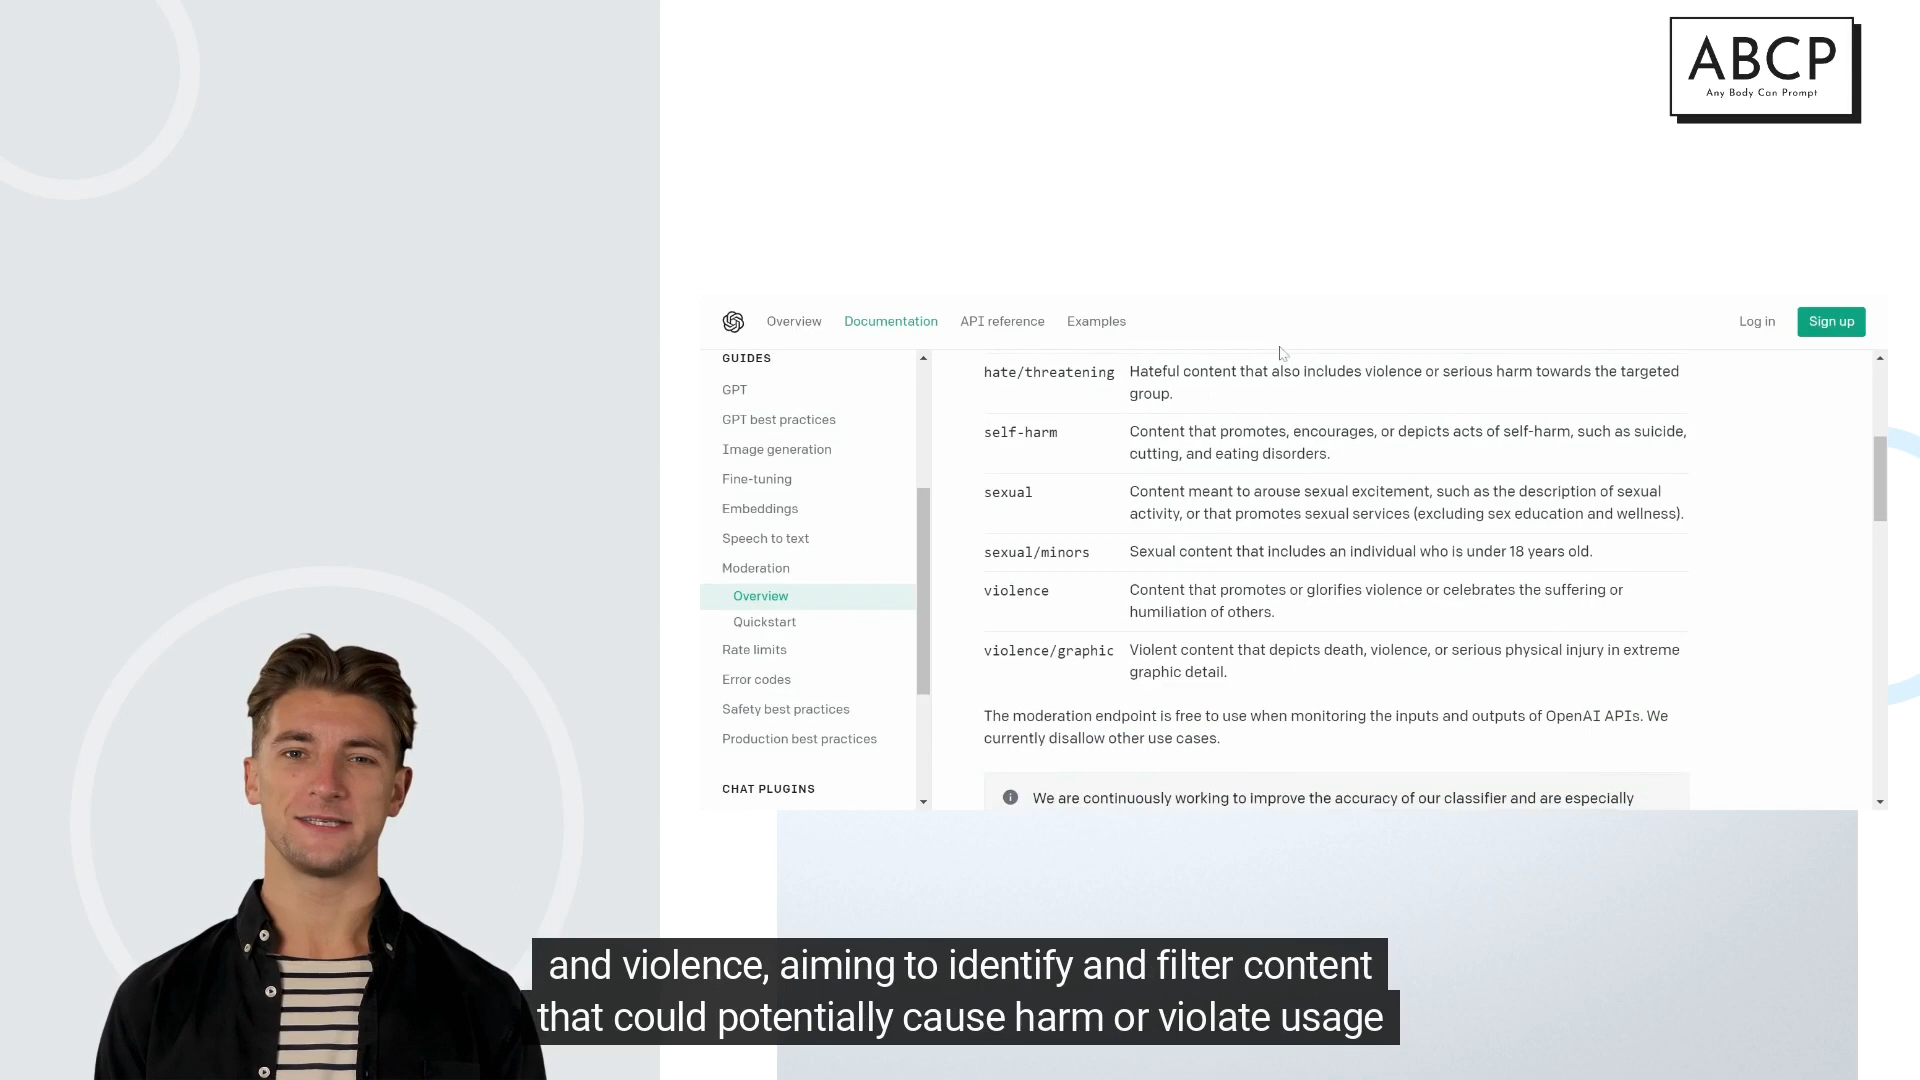 ABCP
Any Body Can Prompt
Overview
Documentation
API reference
Examples
Log in
Sign up
GUIDES
GPT
GPT best practices
Image generation
Fine-tuning
Embeddings
Speech to text
Moderation
Overview
Quickstart
Rate limits
Error codes
Safety best practices
Production best practices
CHAT PLUGINS
hate/threatening
Hateful content that also includes violence or serious harm towards the targeted
group.
self-harm
Content that promotes, encourages, or depicts acts of self-harm, such as suicide,
cutting, and eating disorders.
sexual
Content meant to arouse sexual excitement, such as the description of sexual
activity, or that promotes sexual services (excluding sex education and wellness).
sexual/minors
Sexual content that includes an individual who is under 18 years old.
violence
Content that promotes or glorifies violence or celebrates the suffering or
humiliation of others.
violence/graphic
Violent content that depicts death, violence, or serious physical injury in extreme
graphic detail.
The moderation endpoint is free to use when monitoring the inputs and outputs of OpenAI APIs. We
currently disallow other use cases.
We are continuously working to improve the accuracy of our classifier and are especially
and violence, aiming to identify and filter content
that could potentially cause harm or violate usage